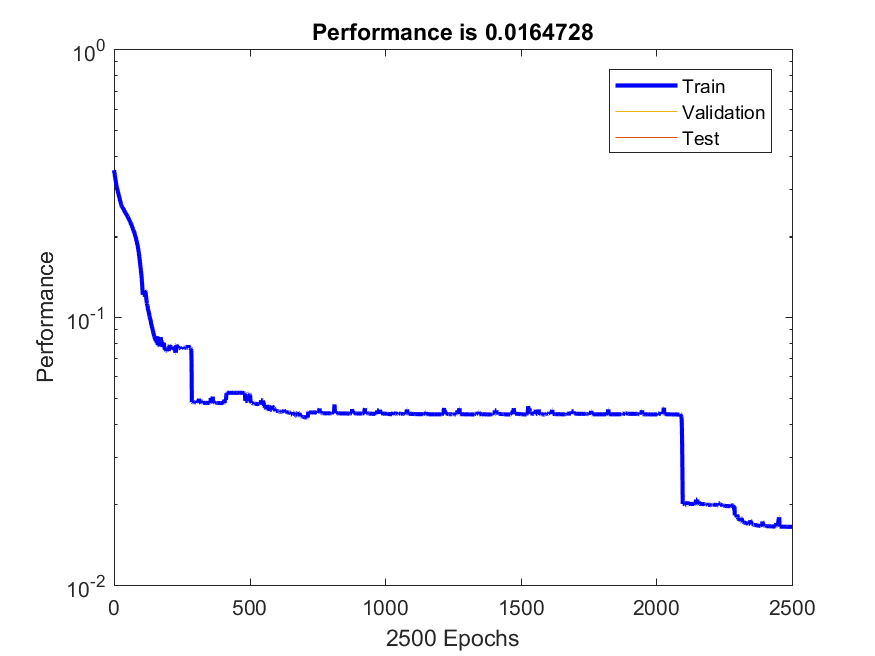 Performance is 0.0164728
10^0
Train
Validation
Test
Performance
10^-1
10^-2
0 500 1000 1500 2000 2500
2500 Epochs